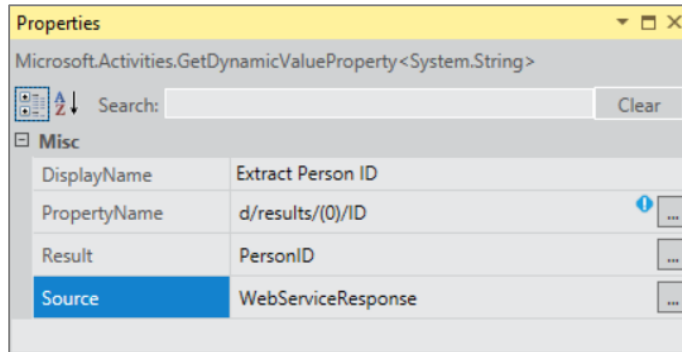 Properties
Microsoft.Activities.GetDynamicValueProperty<System.String>
Search:
Clear
Misc
DisplayName Extract Person ID
PropertyName d/results/(0)/ID ...
Result PersonID ...
Source WebServiceResponse ...